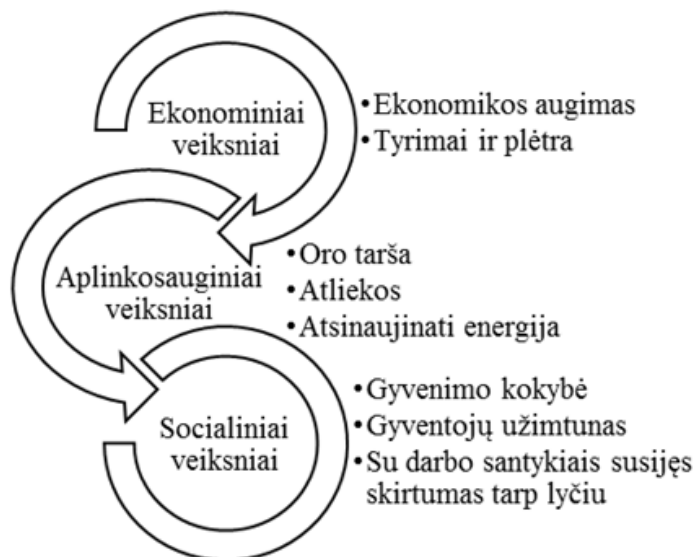 Ekonominiai
veiksniai
•Ekonomikos augimas
•Tyrimai ir plėtra
Aplinkosauginiai
veiksniai
•Oro tarša
•Atliekos
•Atsinaujinati energija
Socialiniai
veiksniai
•Gyvenimo kokybė
•Gyventojų užimtunas
•Su darbo santykiais susijęs
skirtumas tarp lyčiu